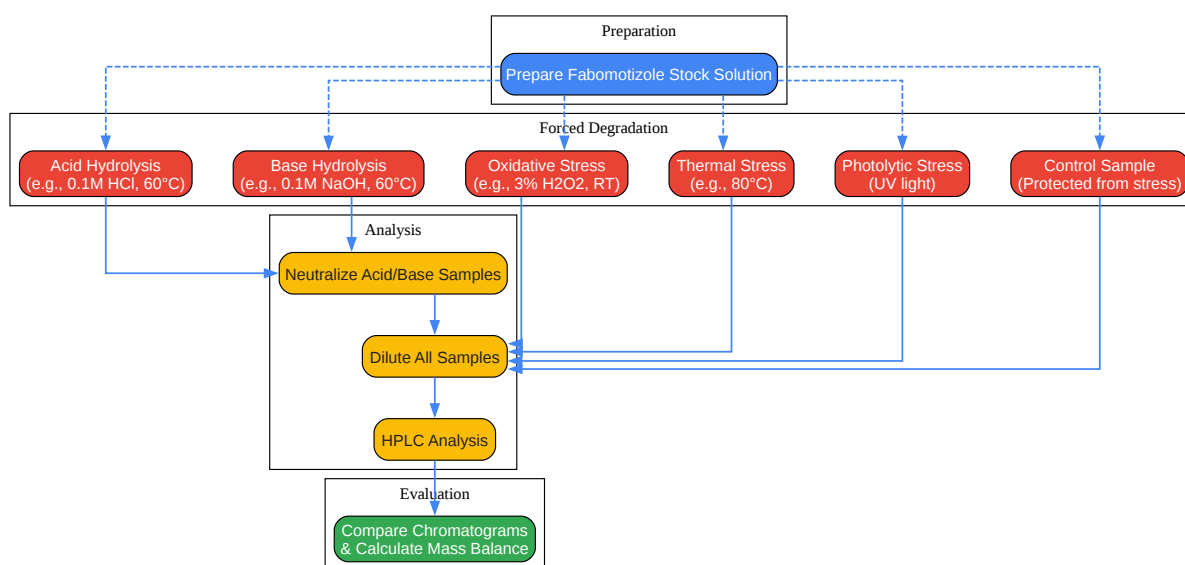 Preparation
Prepare Fabomotizole Stock Solution
Forced Degradation
Acid Hydrolysis
(e.g., 0.1M HCl, 60°C)
Base Hydrolysis
(e.g., 0.1M NaOH, 60°C)
Oxidative Stress
(e.g., 3% H2O2, RT)
Thermal Stress
(e.g., 80°C)
Photolytic Stress
(UV light)
Control Sample
(Protected from stress)
Analysis
Neutralize Acid/Base Samples
Dilute All Samples
HPLC Analysis
Evaluation
Compare Chromatograms
& Calculate Mass Balance